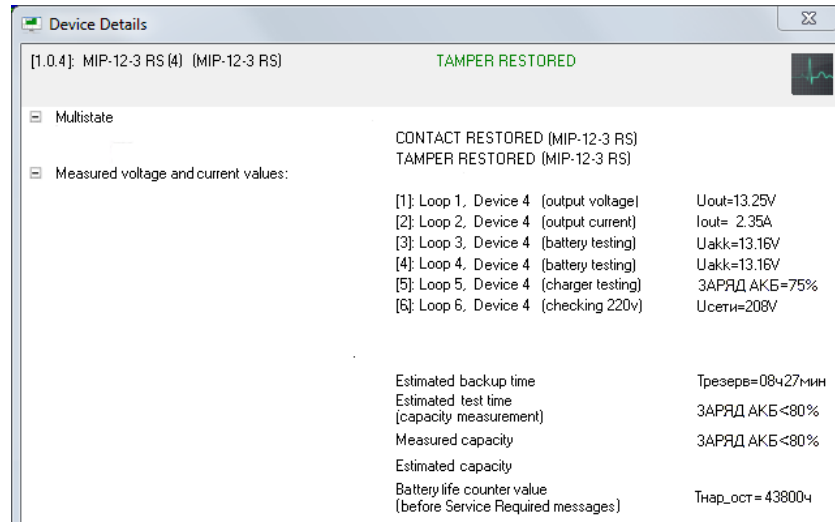 Device Details
[1.0.4]: MIP-12-3 RS (4) (MIP-12-3 RS) TAMPER RESTORED
Multistate
CONTACT RESTORED (MIP-12-3 RS)
TAMPER RESTORED (MIP-12-3 RS)
Measured voltage and current values:
[1]: Loop 1, Device 4 (output voltage) Uout=13.25V
[2]: Loop 2, Device 4 (output current) Iout= 2.35A
[3]: Loop 3, Device 4 (battery testing) Uakk=13.16V
[4]: Loop 4, Device 4 (battery testing) Uakk=13.16V
[5]: Loop 5, Device 4 (charger testing) ЗАРЯД АКБ=75%
[6]: Loop 6, Device 4 (checking 220v) Uсети=208V
Estimated backup time Tрезерв=08ч27мин
Estimated test time
(capacity measurement) ЗАРЯД АКБ<80%
Measured capacity ЗАРЯД АКБ<80%
Estimated capacity
Battery life counter value
(before Service Required messages) Тнар_ост= 43800ч